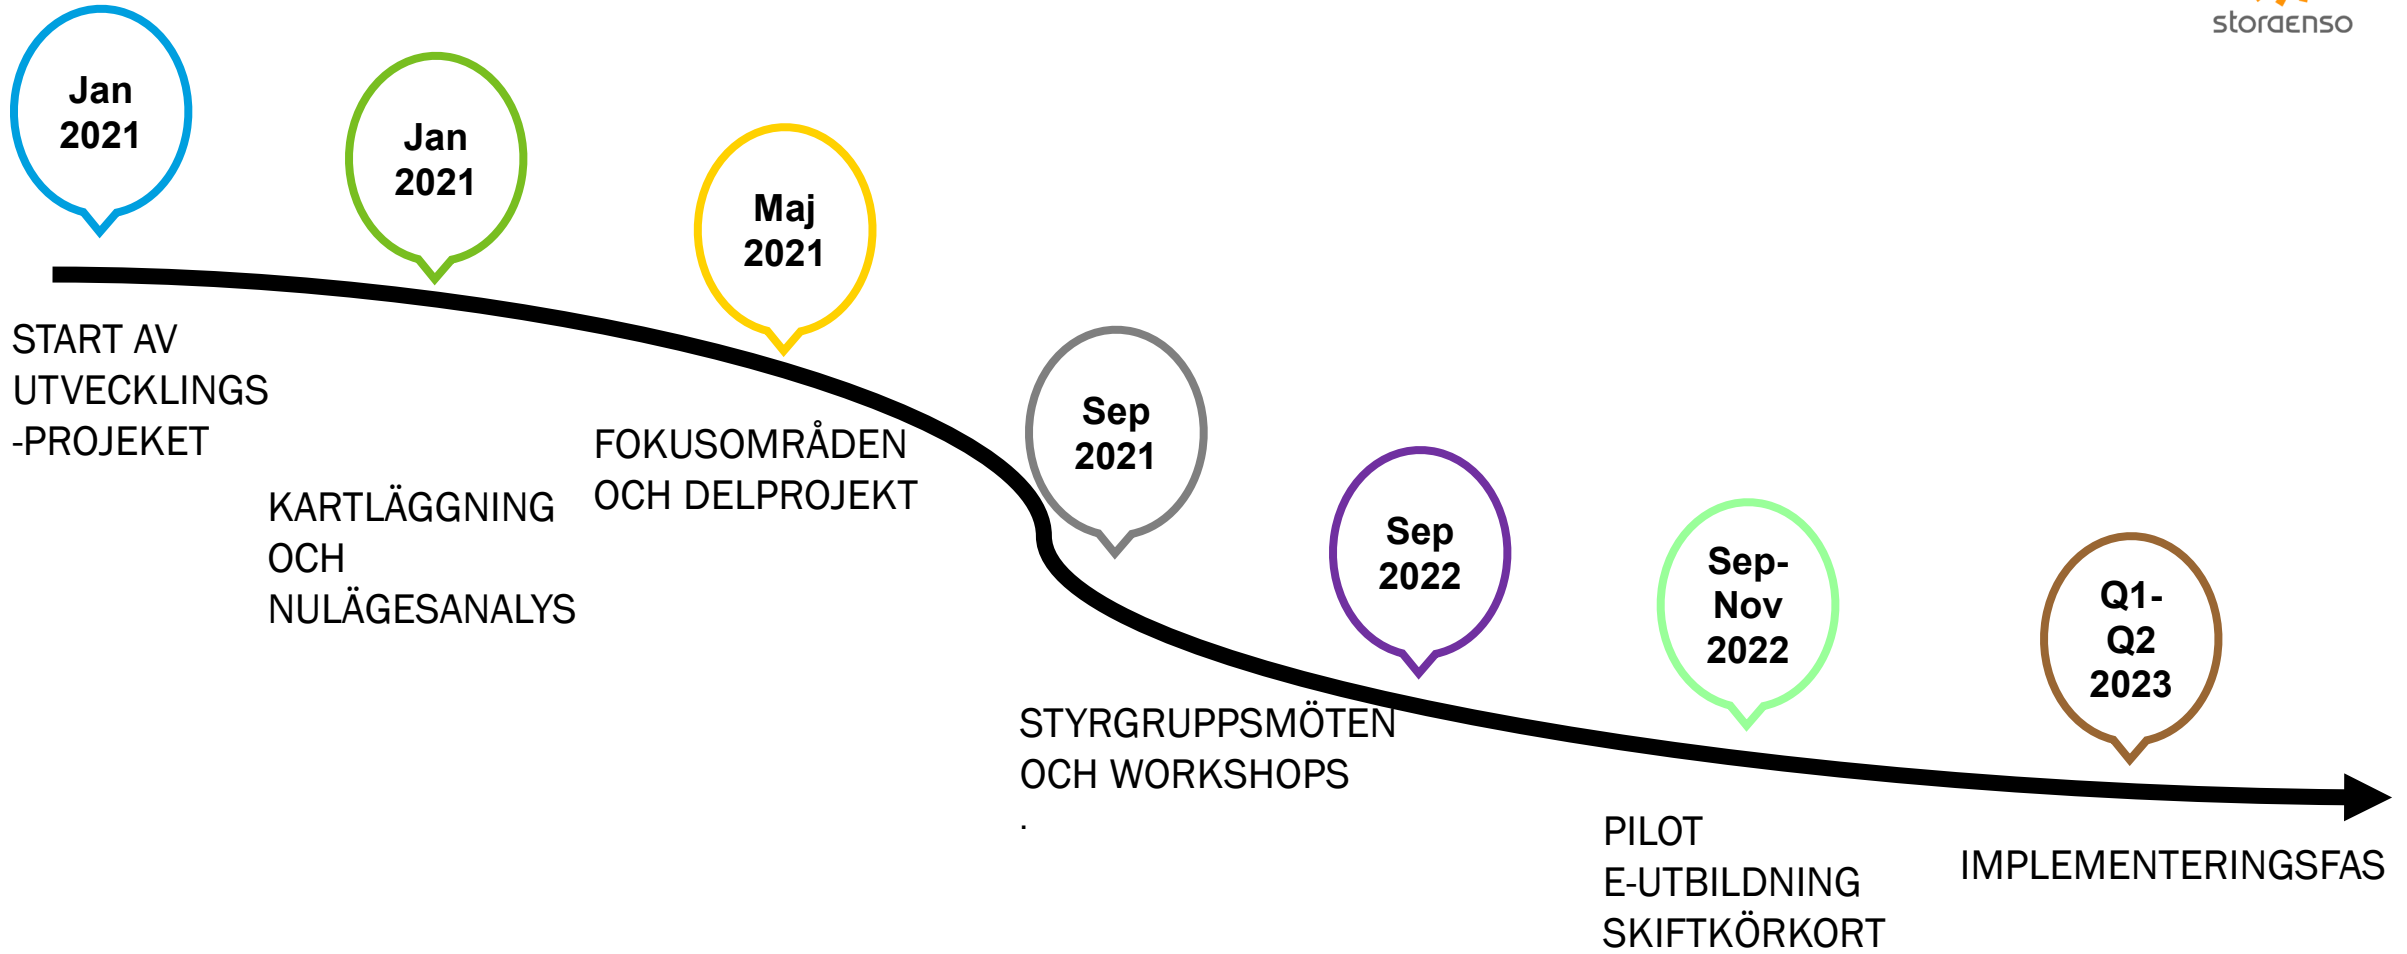 storaenso
Jan
2021
Jan
2021
Maj
2021
Sep
2021
Sep
2022
Sep-
Nov
2022
Q1-
Q2
2023
START AV
UTVECKLINGS
-PROJEKET
KARTLÄGGNING
OCH
NULÄGESANALYS
FOKUSOMRÅDEN
OCH DELPROJEKT
STYRGRUPPSMÖTEN
OCH WORKSHOPS
.
PILOT
E-UTBILDNING
SKIFTKÖRKORT
IMPLEMENTERINGSFAS